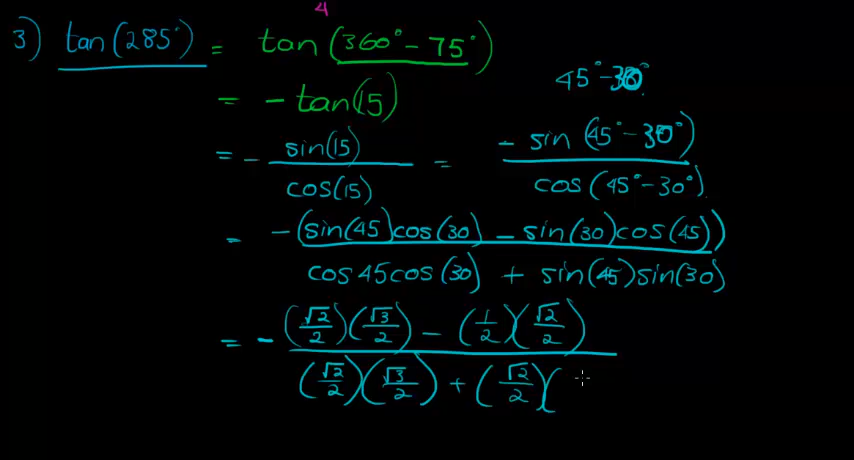 4
3) tan(285°) = tan(360° - 75°)
45° - 30°
= - tan(15)
= - sin(15) / cos(15) = - sin(45° - 30°) / cos(45° - 30°)
= -(sin(45)cos(30) - sin(30)cos(45)) / cos45cos(30) + sin(45)sin(30)
= - (√2/2)(√3/2) - (1/2)(√2/2) / (√2/2)(√3/2) + (√2/2)(